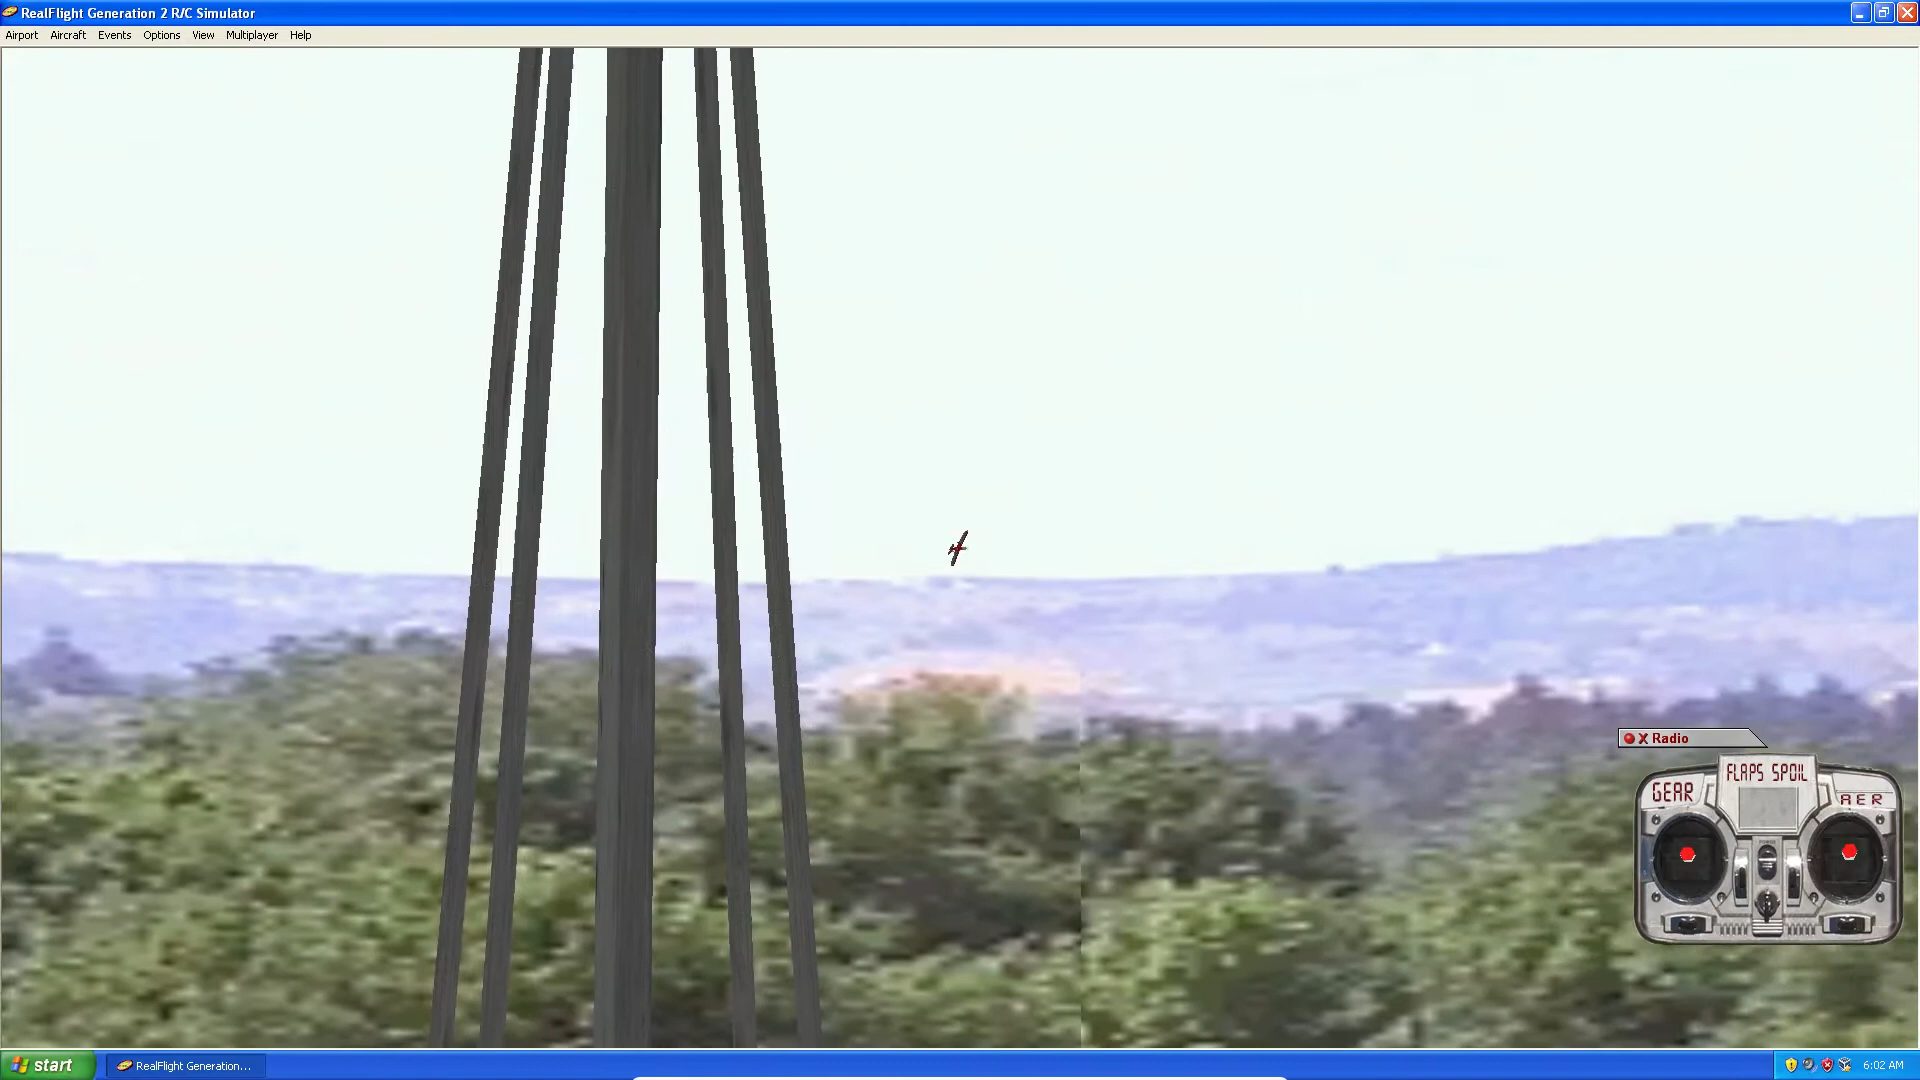 RealFlight Generation 2 R/C Simulator
Airport Aircraft Events Options View Multiplayer Help
X Radio
FLAPS SPOIL
GEAR
AER
start
RealFlight Generation...
6:02 AM